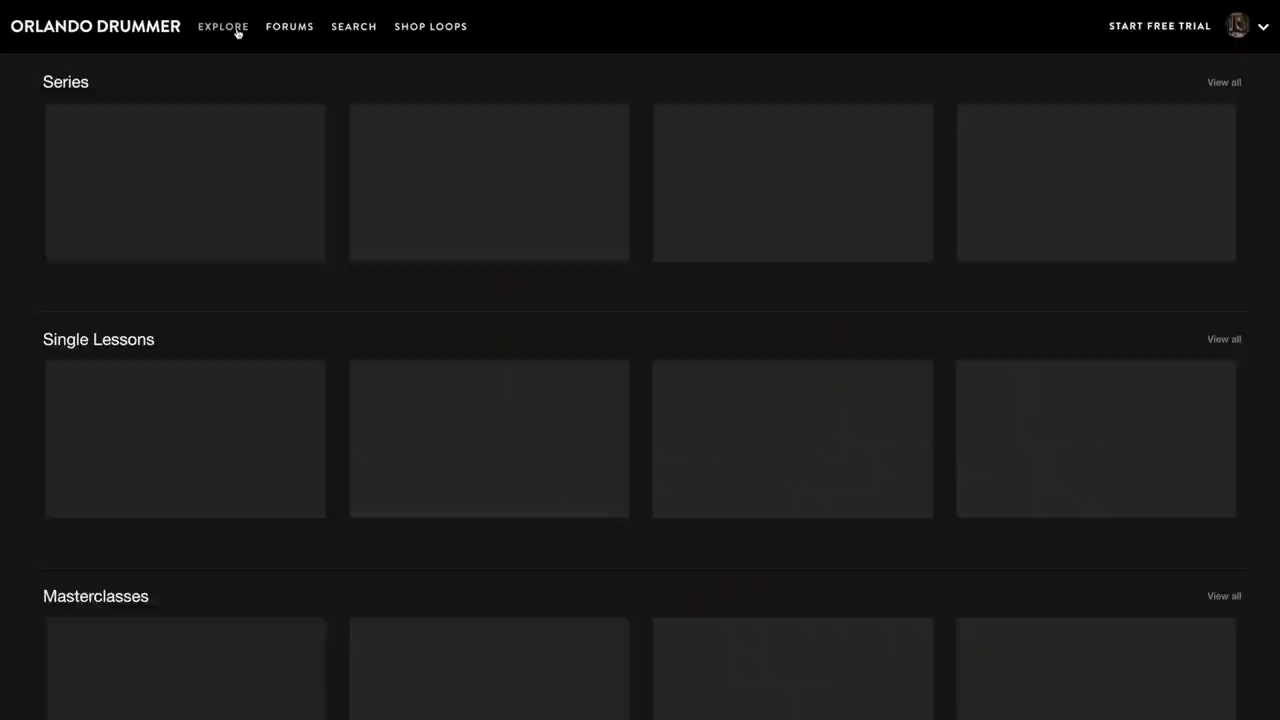 ORLANDO DRUMMER EXPLORE FORUMS SEARCH SHOP LOOPS START FREE TRIAL
Series View all
Single Lessons View all
Masterclasses View all